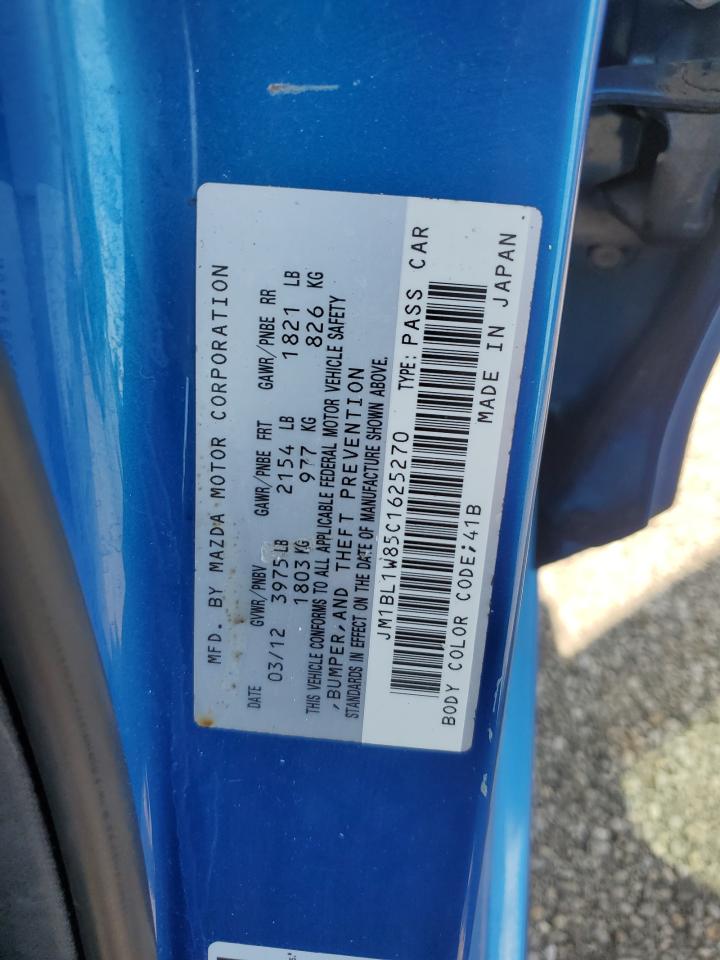 MFD. BY MAZDA MOTOR CORPORATION
DATE GVWR/PNBV GAWR/PNBE FRT GAWR/PNBE RR
03/12 3975 LB 2154 LB 1821 LB
1803 KG 977 KG 826 KG
THIS VEHICLE CONFORMS TO ALL APPLICABLE FEDERAL MOTOR VEHICLE SAFETY
,BUMPER,AND THEFT PREVENTION
STANDARDS IN EFFECT ON THE DATE OF MANUFACTURE SHOWN ABOVE.
JM1BL1W85C1625270 TYPE:PASS CAR
BODY COLOR CODE;41B MADE IN JAPAN